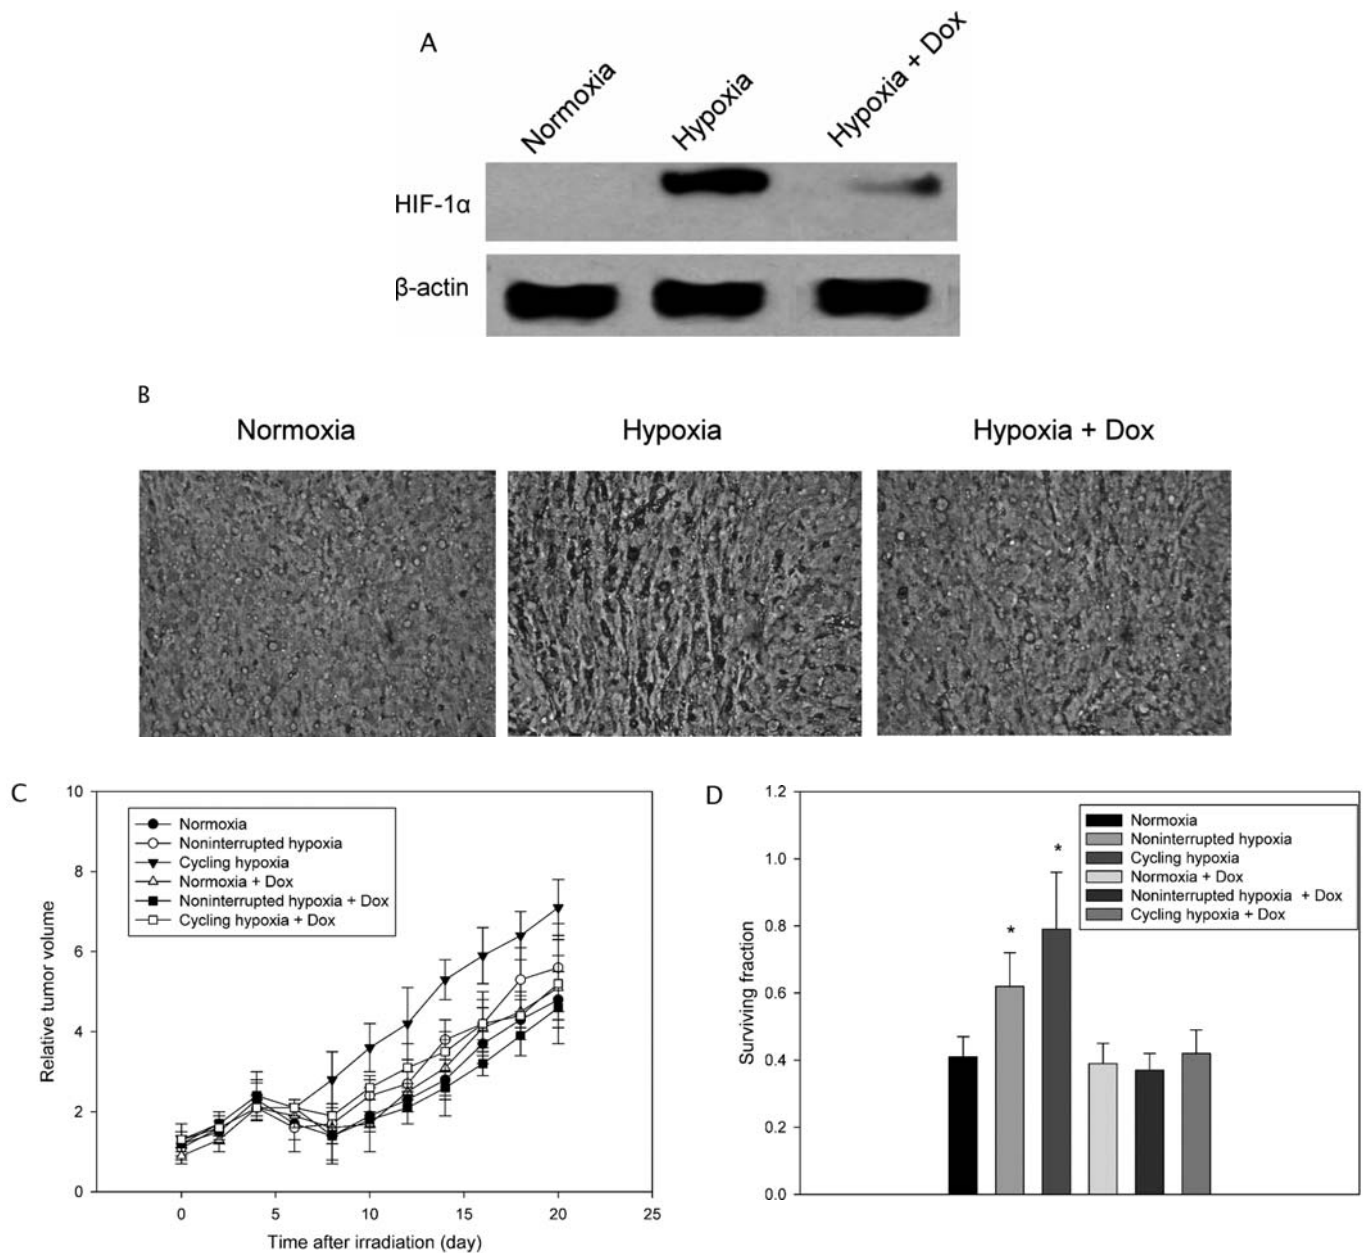 A
Normoxia
Hypoxia
Hypoxia + Dox
HIF-1α
β-actin
B
Normoxia
Hypoxia
Hypoxia + Dox
C
10
8
6
4
2
0
Relative tumor volume
Normoxia
Noninterrupted hypoxia
Cycling hypoxia
Normoxia + Dox
Noninterrupted hypoxia + Dox
Cycling hypoxia + Dox
0
5
10
15
20
25
Time after irradiation (day)
D
1.2
1.0
0.8
0.6
0.4
0.2
0.0
Surviving fraction
Normoxia
Noninterrupted hypoxia
Cycling hypoxia
Normoxia + Dox
Noninterrupted hypoxia + Dox
Cycling hypoxia + Dox
*
*